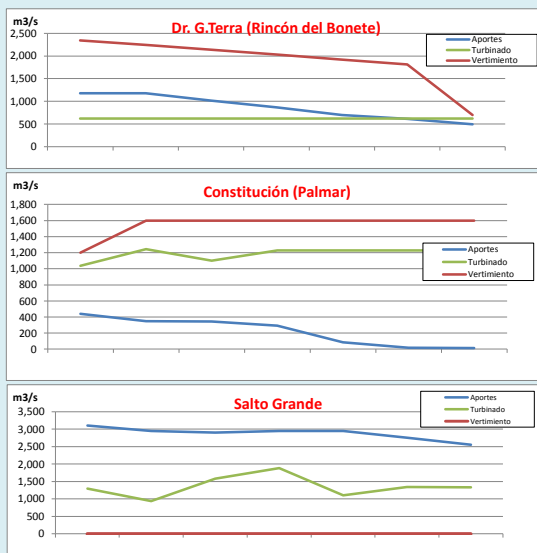 m3/s
Dr. G.Terra (Rincón del Bonete)
2,500
2,000
1,500
1,000
500
0
Aportes
Turbinado
Vertimiento
m3/s
Constitución (Palmar)
1,800
1,600
1,400
1,200
1,000
800
600
400
200
0
Aportes
Turbinado
Vertimiento
m3/s
Salto Grande
3,500
3,000
2,500
2,000
1,500
1,000
500
0
Aportes
Turbinado
Vertimiento